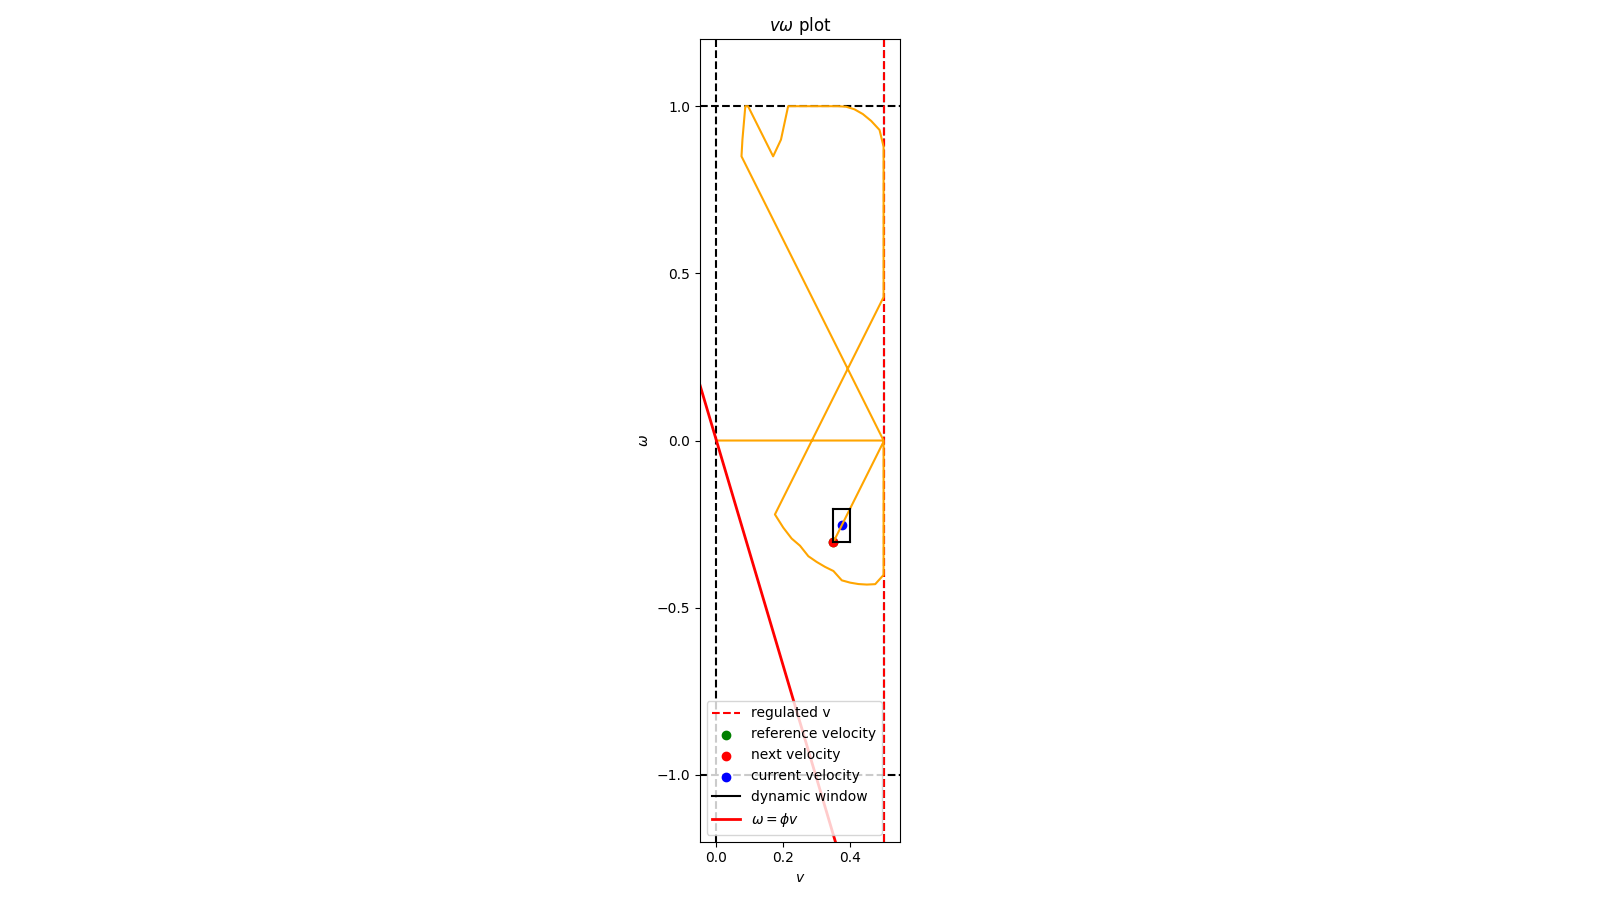 vω plot
1.0
0.5
ω
0.0
−0.5
−1.0
regulated v
reference velocity
next velocity
current velocity
dynamic window
ω = ϕv
0.0 0.2 0.4
v